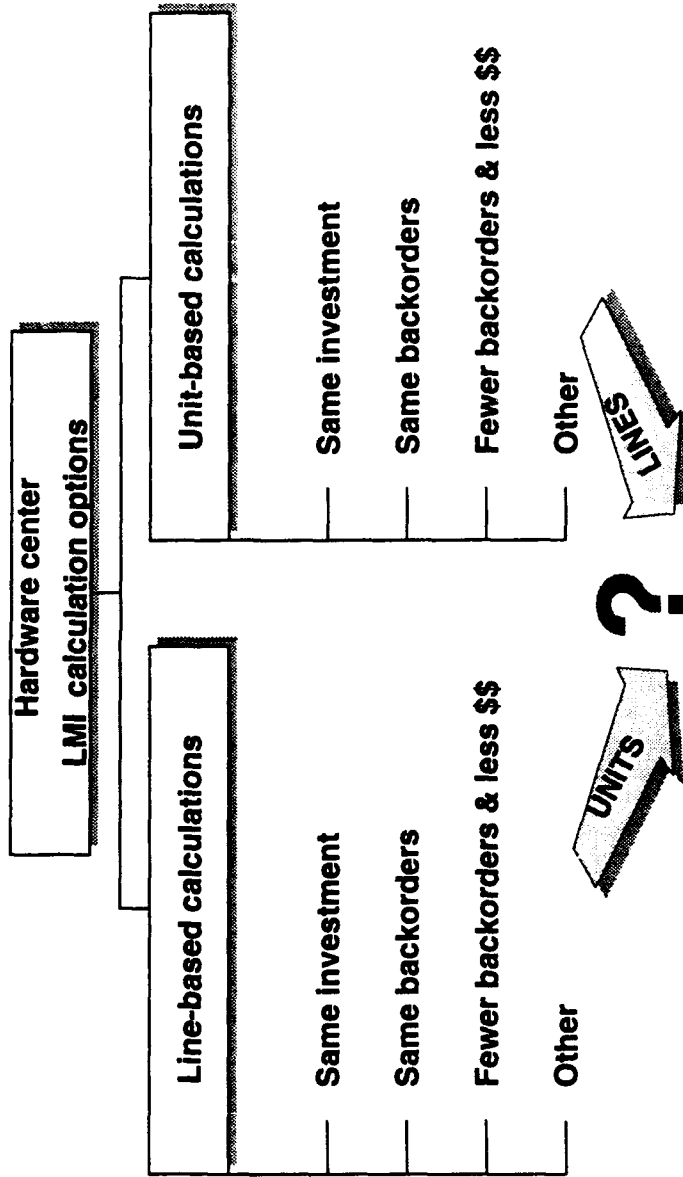 Hardware center
LMI calculation options
Line-based calculations
Same investment
Same backorders
Fewer backorders & less $$
Other
Unit-based calculations
Same investment
Same backorders
Fewer backorders & less $$
Other
UNITS
?
LINES